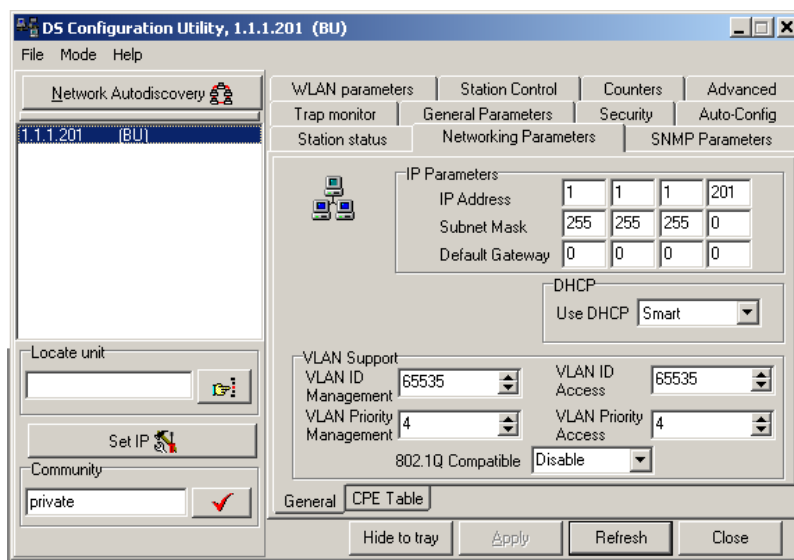 DS Configuration Utility, 1.1.1.201 (BU)
File Mode Help
Network Autodiscovery
1.1.1.201 (BU)
Locate unit
Set IP
Community
private
WLAN parameters Station Control Counters Advanced
Trap monitor General Parameters Security Auto-Config
Station status Networking Parameters SNMP Parameters
IP Parameters
IP Address 1 1 1 201
Subnet Mask 255 255 255 0
Default Gateway 0 0 0 0
DHCP
Use DHCP Smart
VLAN Support
VLAN ID Management 65535 VLAN ID Access 65535
VLAN Priority Management 4 VLAN Priority Access 4
802.1Q Compatible Disable
General CPE Table
Hide to tray Apply Refresh Close